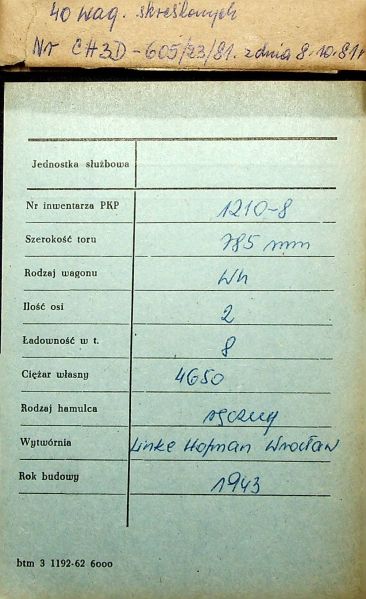 40 wag. skreślonych
Nr CH3D-605/23/81. z dnia 8.10.81r
Jednostka służbowa
Nr inwentarza PKP 1210-8
Szerokość toru 785 mm
Rodzaj wagonu Wh
Ilość osi 2
Ładowność w t. 8
Ciężar własny 4650
Rodzaj hamulca ręczny
Wytwórnia Linke Hofman Wrocław
Rok budowy 1943
btm 3 1192-62 6000